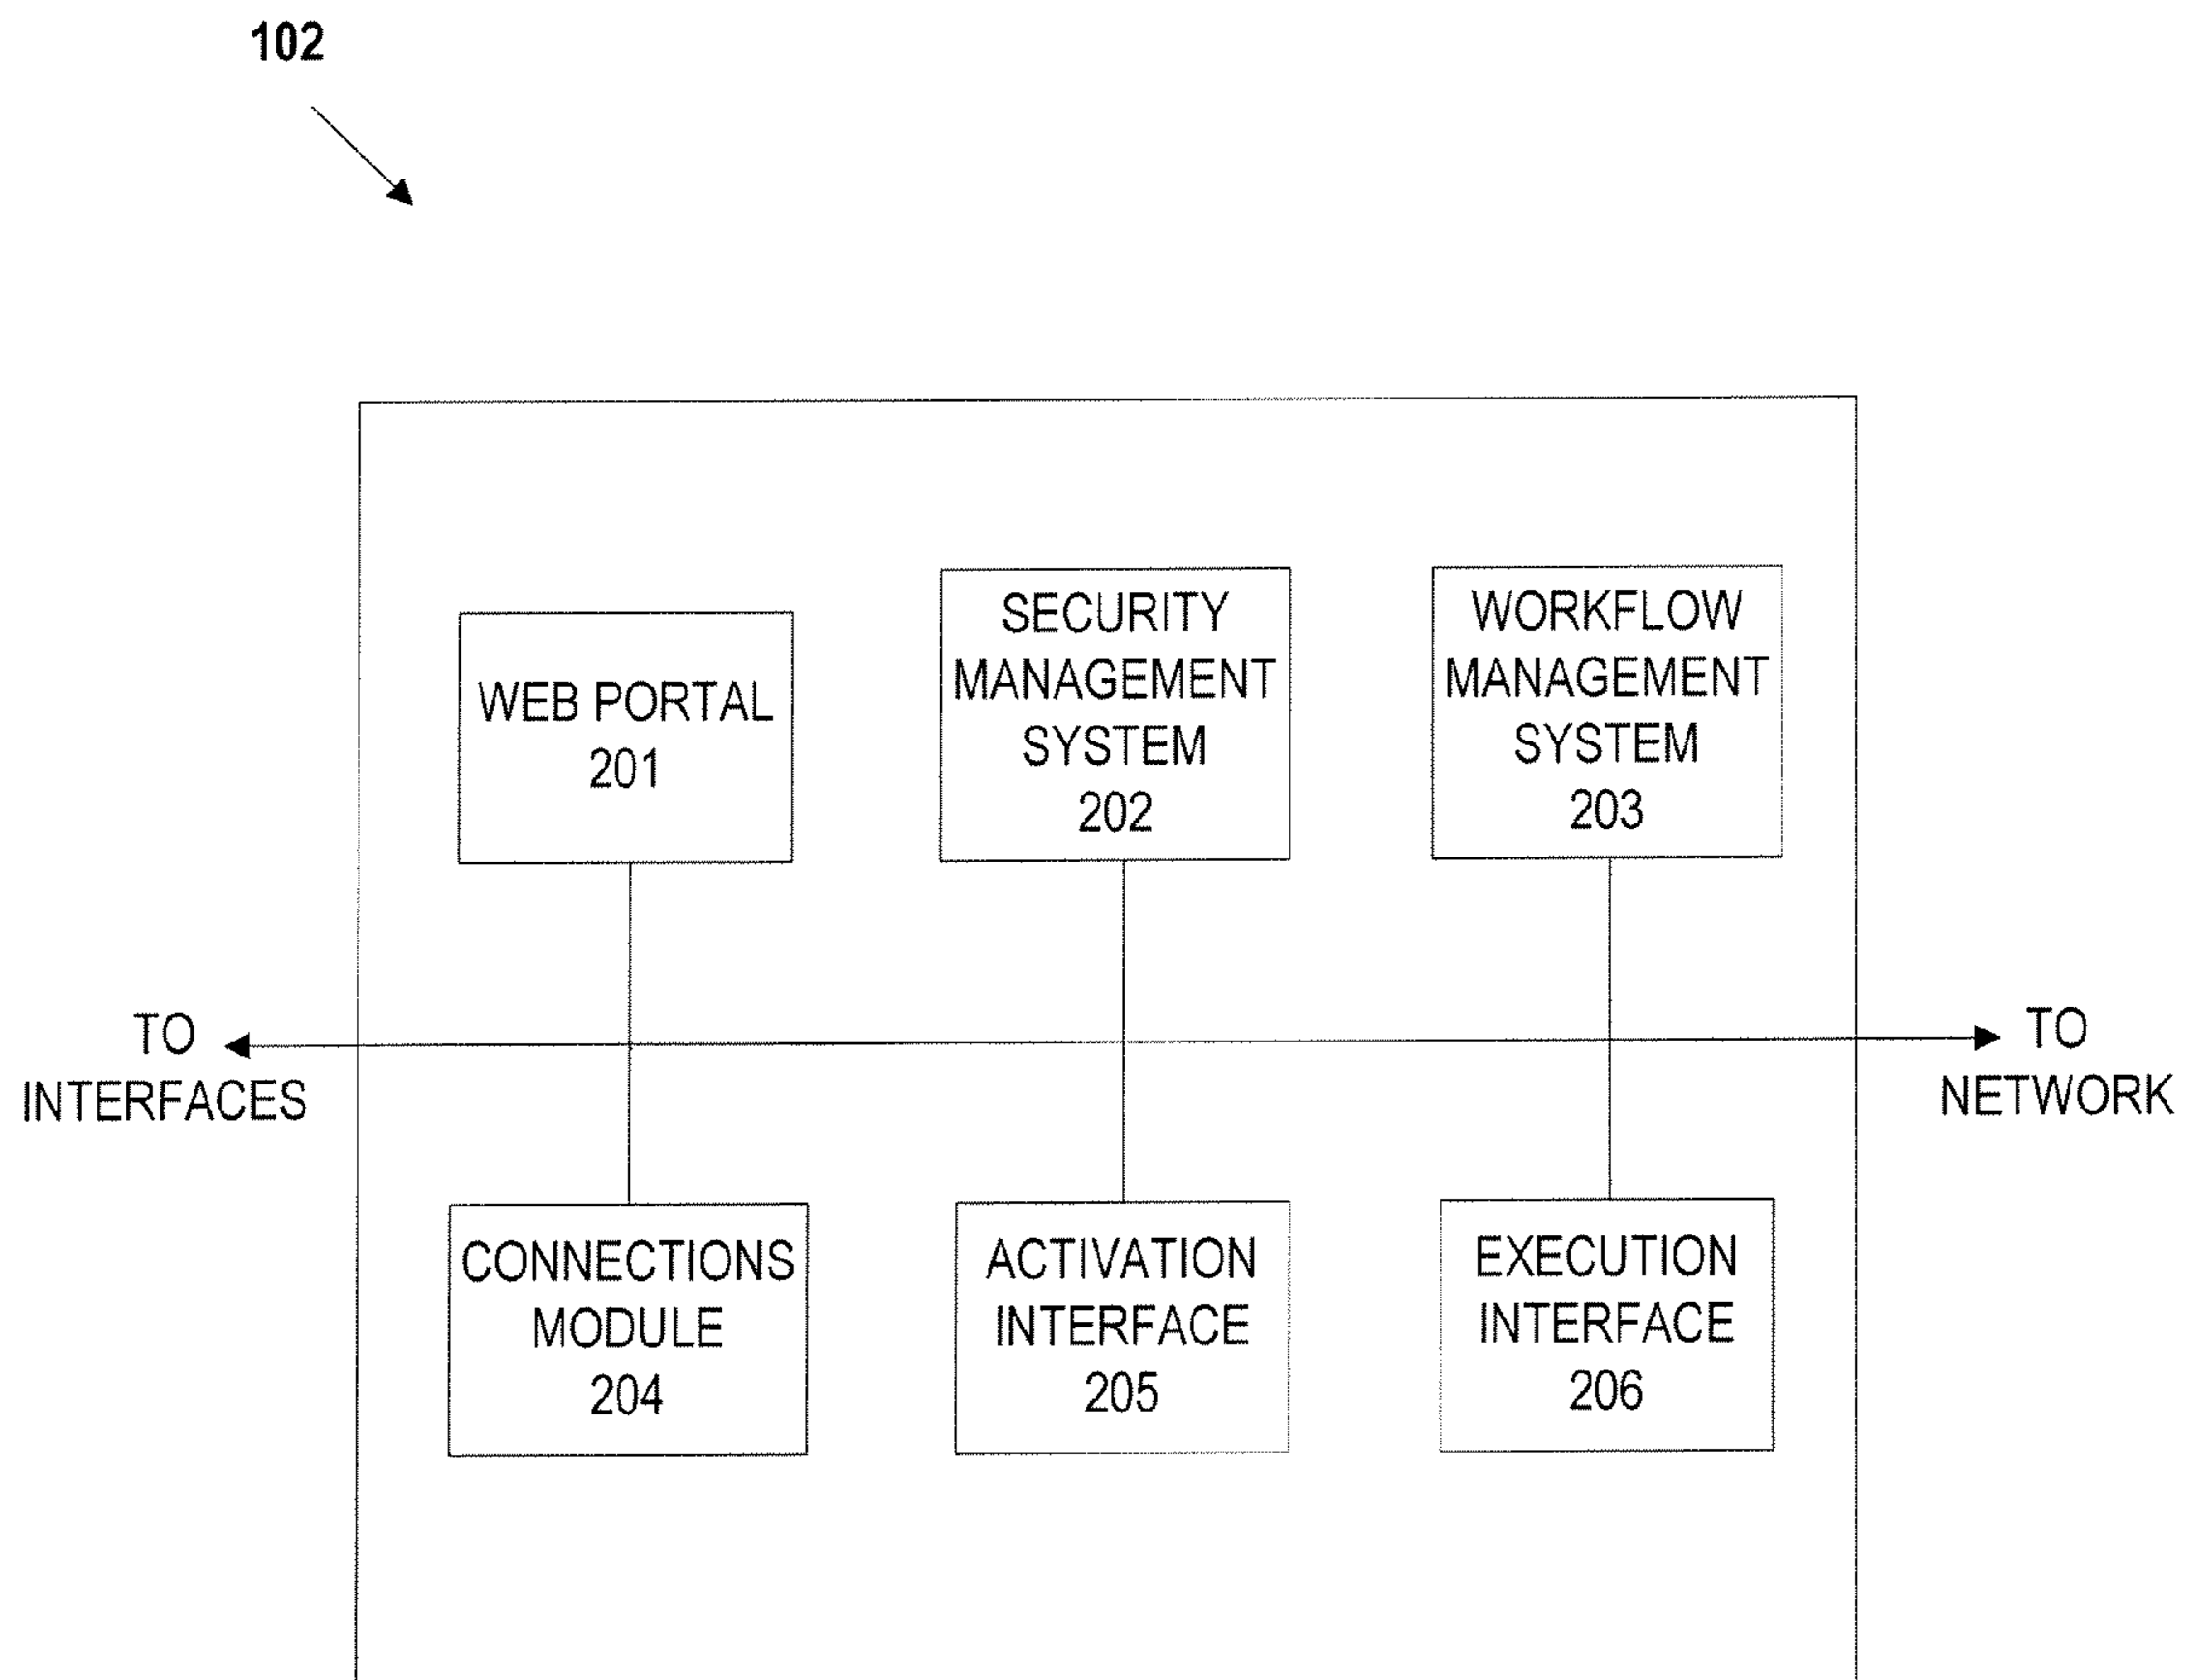 102
WEB PORTAL
201
SECURITY
MANAGEMENT
SYSTEM
202
WORKFLOW
MANAGEMENT
SYSTEM
203
TO
INTERFACES
TO
NETWORK
CONNECTIONS
MODULE
204
ACTIVATION
INTERFACE
205
EXECUTION
INTERFACE
206